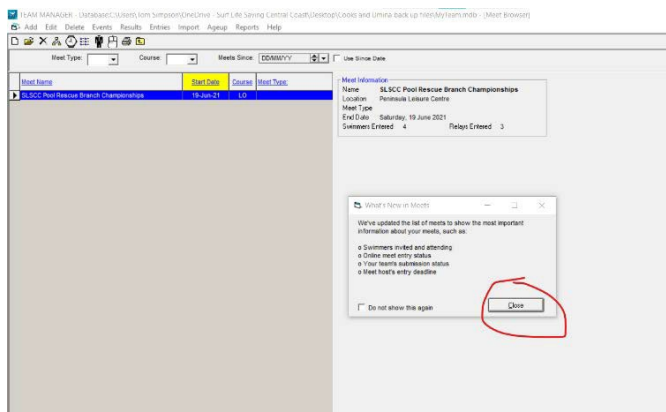 TEAM MANAGER - Database:C:\Users\Tom Simpson\OneDrive - Surf Life Saving Central Coast\Desktop\Cooks and Umina back up files\MyTeam.mdb - [Meet Browser]
Add Edit Delete Events Results Entries Import Ageup Reports Help
Meet Type: Course: Meets Since: DD/MM/YY Use Since Date
Meet Name Start Date Course Meet Type:
SLSCC Pool Rescue Branch Championships 19-Jun-21 LO
Meet Information
Name SLSCC Pool Rescue Branch Championships
Location Peninsula Leisure Centre
Meet Type
End Date Saturday, 19 June 2021
Swimmers Entered 4 Relays Entered 3
What's New in Meets
We've updated the list of meets to show the most important
information about your meets, such as:
o Swimmers invited and attending
o Online meet entry status
o Your team's submission status
o Meet host's entry deadline
Do not show this again Close